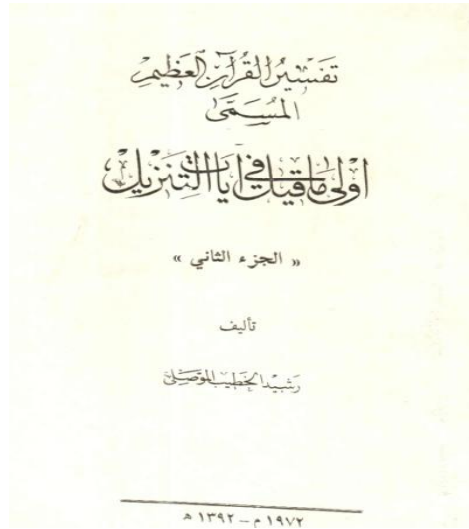 تفسير القرآن العظيم
المسمى
أولى ما قيل في آيات التنزيل
« الجزء الثاني »
تأليف
رشيد الخطيب الموصلي
١٩٧٢ م – ١٣٩٢ هـ